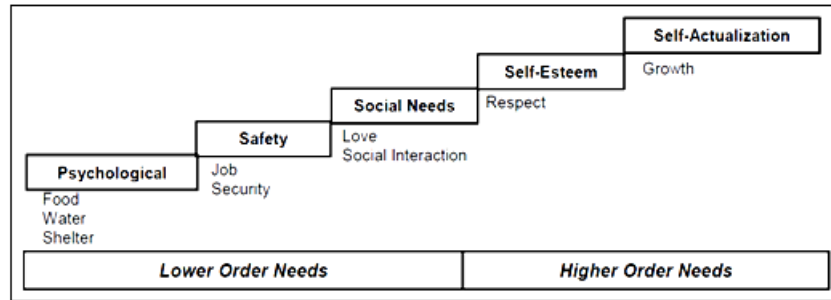 Self-Actualization
Growth
Self-Esteem
Respect
Social Needs
Love
Social Interaction
Safety
Job
Security
Psychological
Food
Water
Shelter
Lower Order Needs
Higher Order Needs